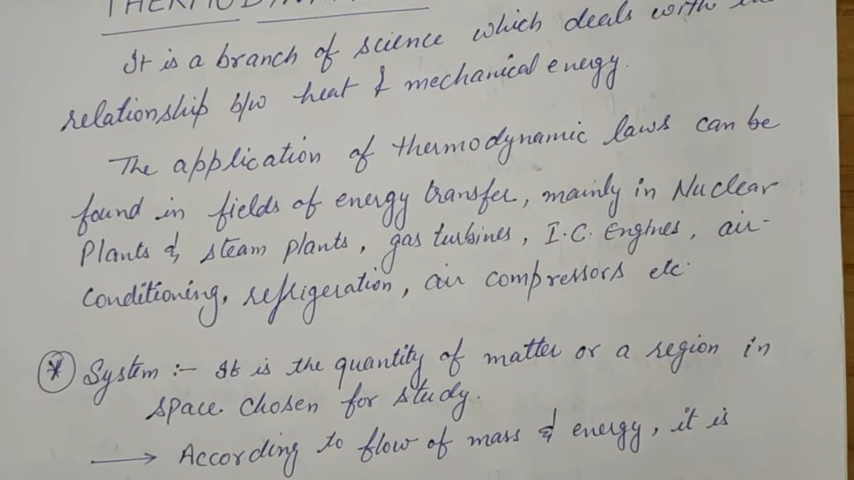 THERMODYNAM
It is a branch of science which deals with the
relationship b/w heat & mechanical energy.
The application of thermodynamic laws can be
found in fields of energy transfer, mainly in Nuclear
Plants & steam plants, gas turbines, I.C. Engines, air-
Conditioning, refrigeration, air compressors etc.
* System :- It is the quantity of matter or a region in
space chosen for study.
→ According to flow of mass & energy, it is